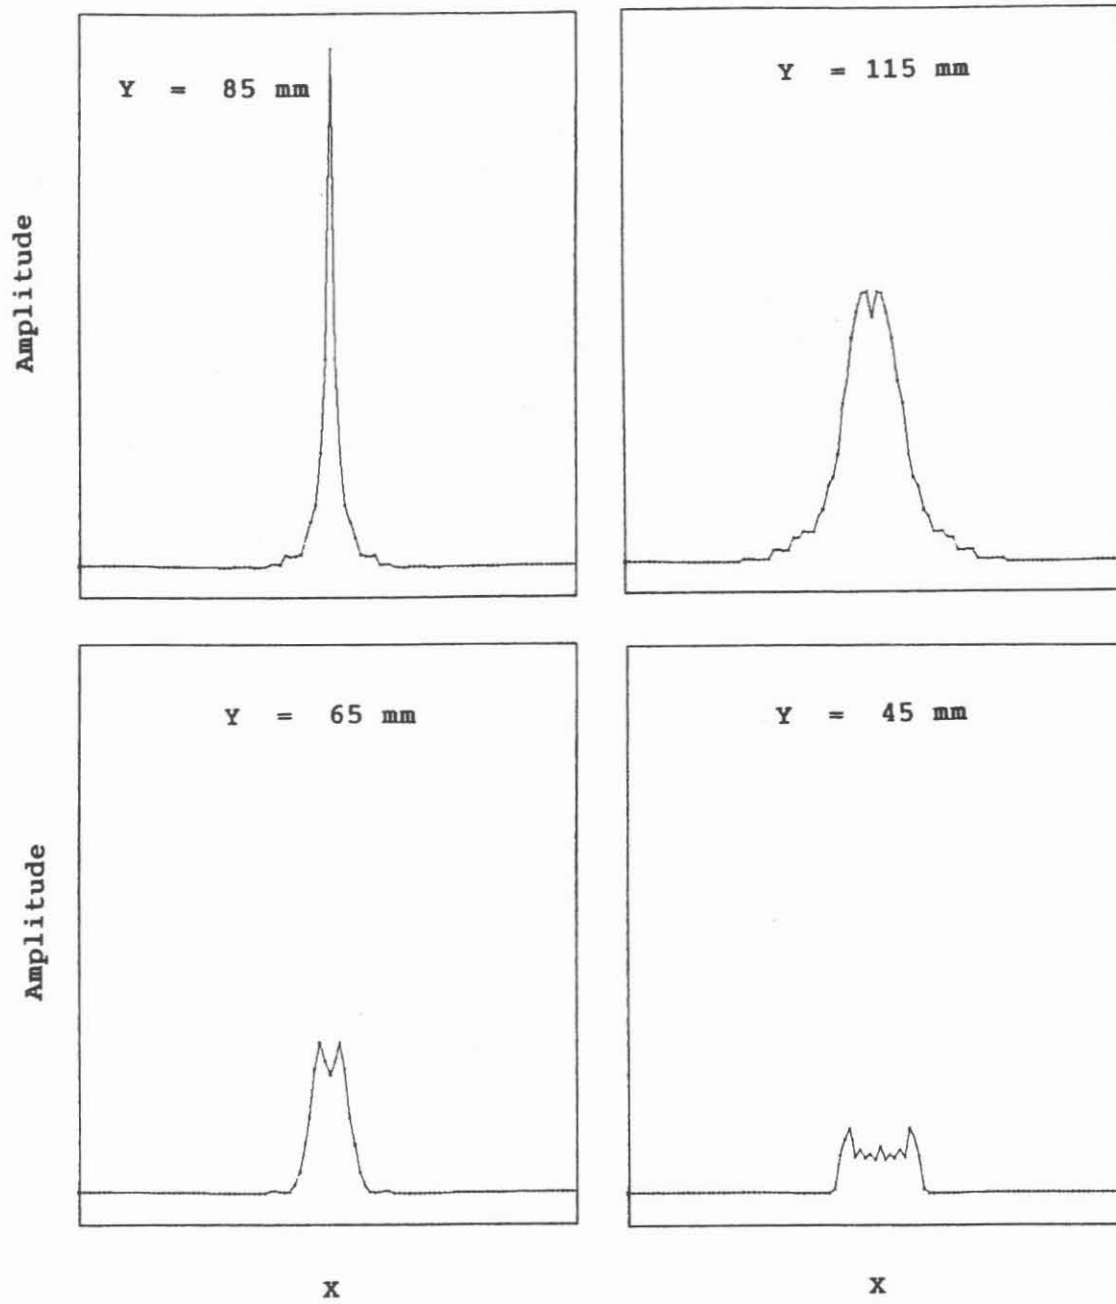 Y = 85 mm
Y = 115 mm
Amplitude
Y = 65 mm
Y = 45 mm
Amplitude
X
X